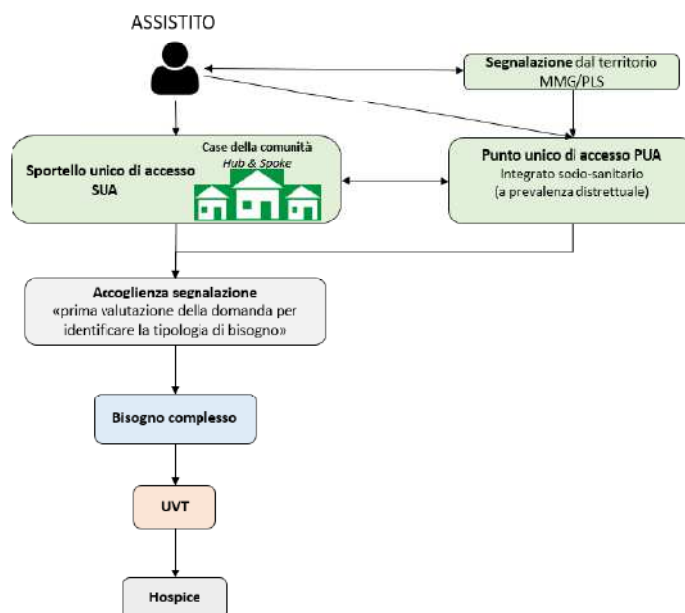 ASSISTITO
Segnalazione dal territorio
MMG/PLS
Case della comunità
Hub & Spoke
Sportello unico di accesso
SUA
Punto unico di accesso PUA
Integrato socio-sanitario
(a prevalenza distrettuale)
Accoglienza segnalazione
«prima valutazione della domanda per
identificare la tipologia di bisogno»
Bisogno complesso
UVT
Hospice